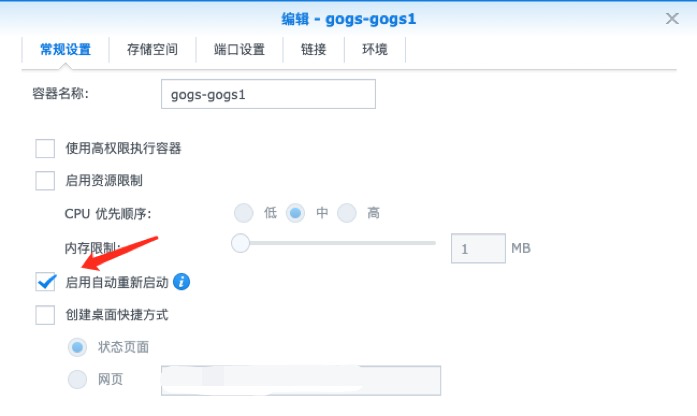 编辑 - gogs-gogs1
常规设置 存储空间 端口设置 链接 环境
容器名称: gogs-gogs1
使用高权限执行容器
启用资源限制
CPU 优先顺序: 低 中 高
内存限制: 1 MB
启用自动重新启动 i
创建桌面快捷方式
状态页面
网页